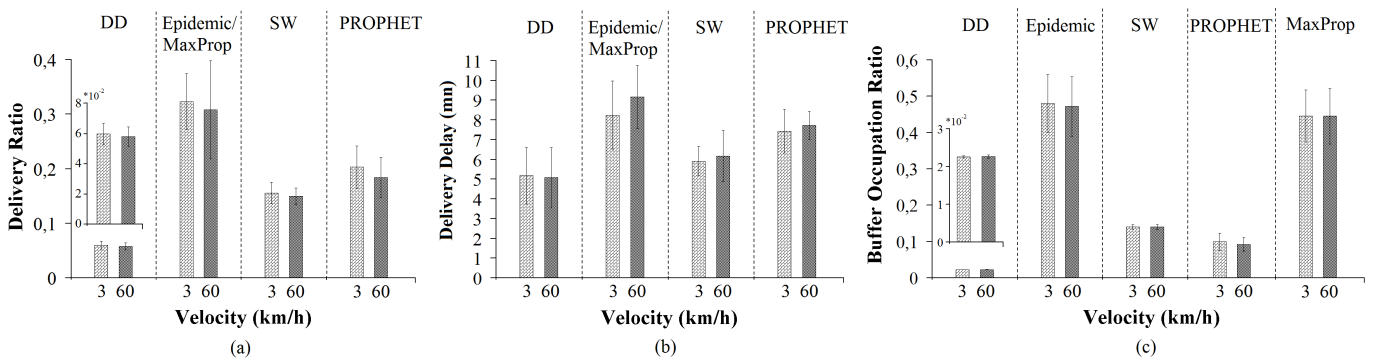 DD Epidemic/ MaxProp SW PROPHET
0,4
0,3
0,2
0,1
0
Delivery Ratio
*10-2
8
6
4
2
0
3 60 3 60 3 60 3 60
Velocity (km/h)
(a)
DD Epidemic/ MaxProp SW PROPHET
11
10
9
8
7
6
5
4
3
2
1
0
Delivery Delay (mn)
3 60 3 60 3 60 3 60
Velocity (km/h)
(b)
DD Epidemic SW PROPHET MaxProp
0,6
0,5
0,4
0,3
0,2
0,1
0
Buffer Occupation Ratio
*10-2
3
2
1
0
3 60 3 60 3 60 3 60 3 60
Velocity (km/h)
(c)